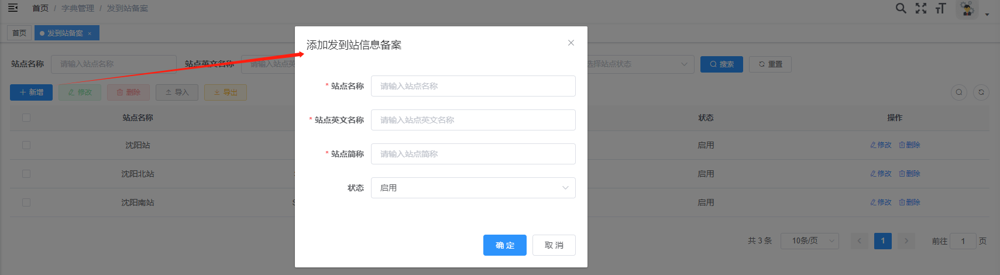 首页 / 字典管理 / 发到站备案
首页 发到站备案 ×
添加发到站信息备案
站点名称 请输入站点名称 站点英文名称 请输入站点英 选择站点状态 搜索 重置
* 站点名称 请输入站点名称
新增 修改 删除 导入 导出
* 站点英文名称 请输入站点英文名称
站点名称 状态 操作
沈阳站 启用 修改 删除
* 站点简称 请输入站点简称
沈阳北站 启用 修改 删除
状态 启用
沈阳南站 S 启用 修改 删除
确 定 取 消
共 3 条 10条/页 < 1 > 前往 1 页